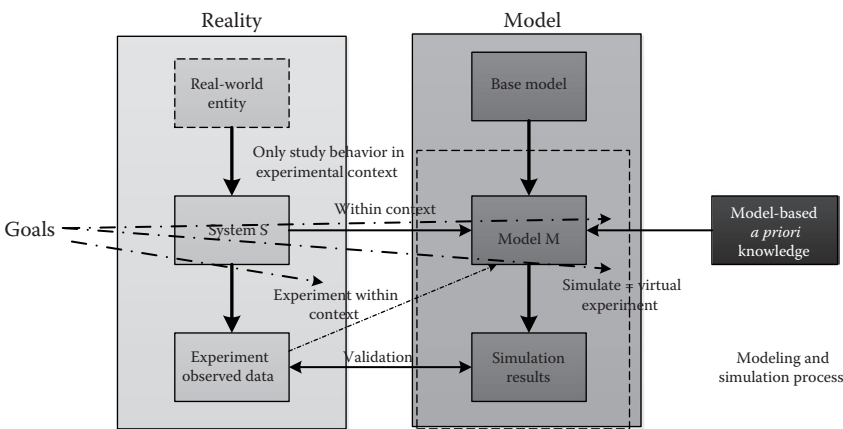 Reality
Model
Real-world
entity
Base model
Only study behavior in
experimental context
Within context
Goals
System S
Model M
Model-based
a priori
knowledge
Experiment within
context
Simulate = virtual
experiment
Experiment
observed data
Validation
Simulation
results
Modeling and
simulation process